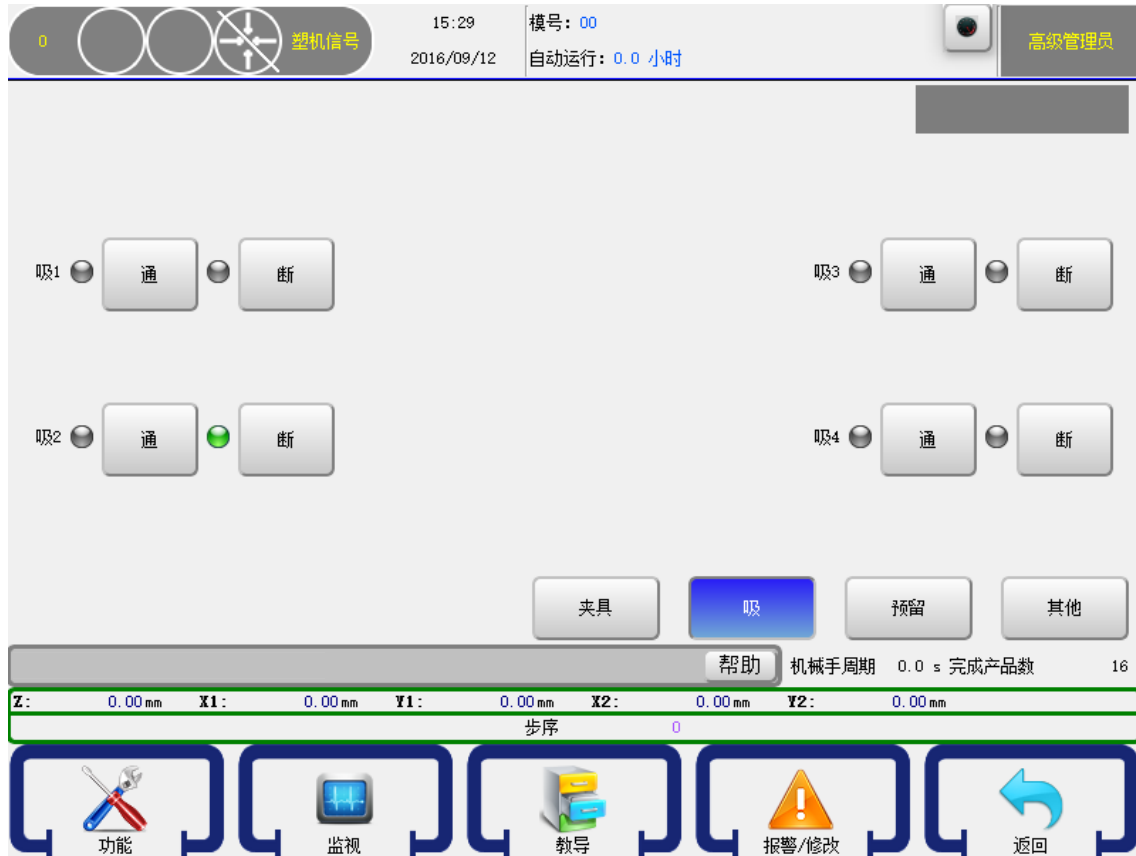 0 塑机信号 15:29 模号：00 高级管理员
2016/09/12 自动运行：0.0 小时
吸1 通 断 吸3 通 断
吸2 通 断 吸4 通 断
夹具 吸 预留 其他
帮助 机械手周期 0.0 s 完成产品数 16
Z: 0.00mm X1: 0.00mm Y1: 0.00mm X2: 0.00mm Y2: 0.00mm
步序 0
功能 监视 教导 报警/修改 返回